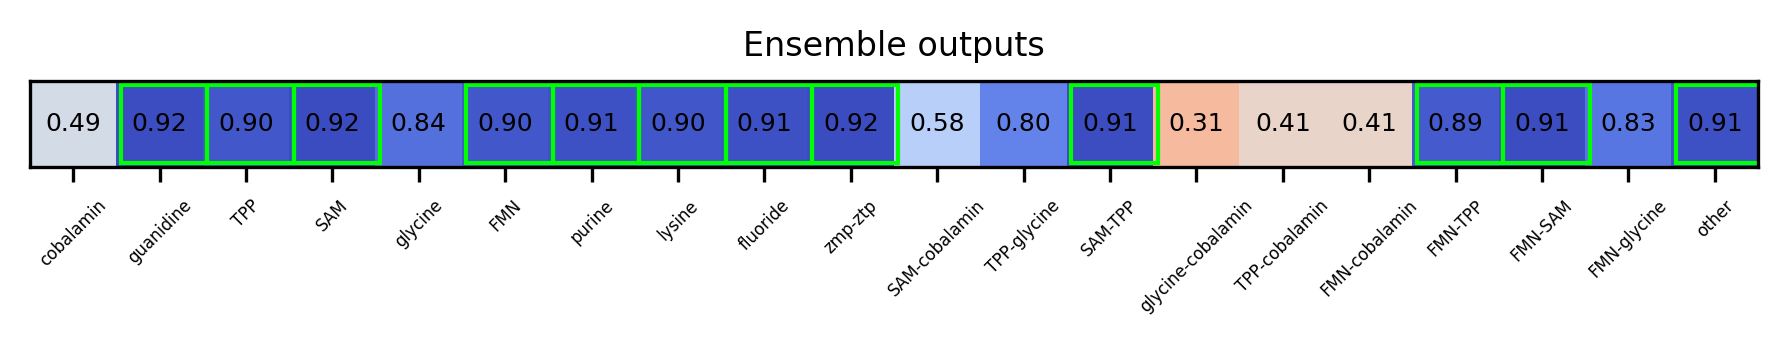 Ensemble outputs
0.49 0.92 0.90 0.92 0.84 0.90 0.91 0.90 0.91 0.92 0.58 0.80 0.91 0.31 0.41 0.41 0.89 0.91 0.83 0.91
cobalamin guanidine TPP SAM glycine FMN purine lysine fluoride zmp-ztp SAM-cobalamin TPP-glycine SAM-TPP glycine-cobalamin TPP-cobalamin FMN-cobalamin FMN-TPP FMN-SAM FMN-glycine other